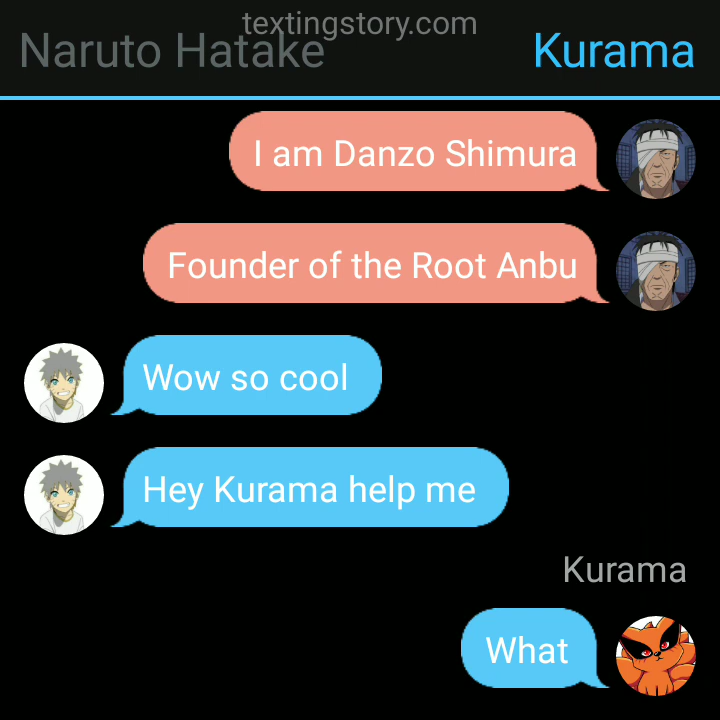 textingstory.com
Naruto Hatake
Kurama
I am Danzo Shimura
Founder of the Root Anbu
Wow so cool
Hey Kurama help me
Kurama
What